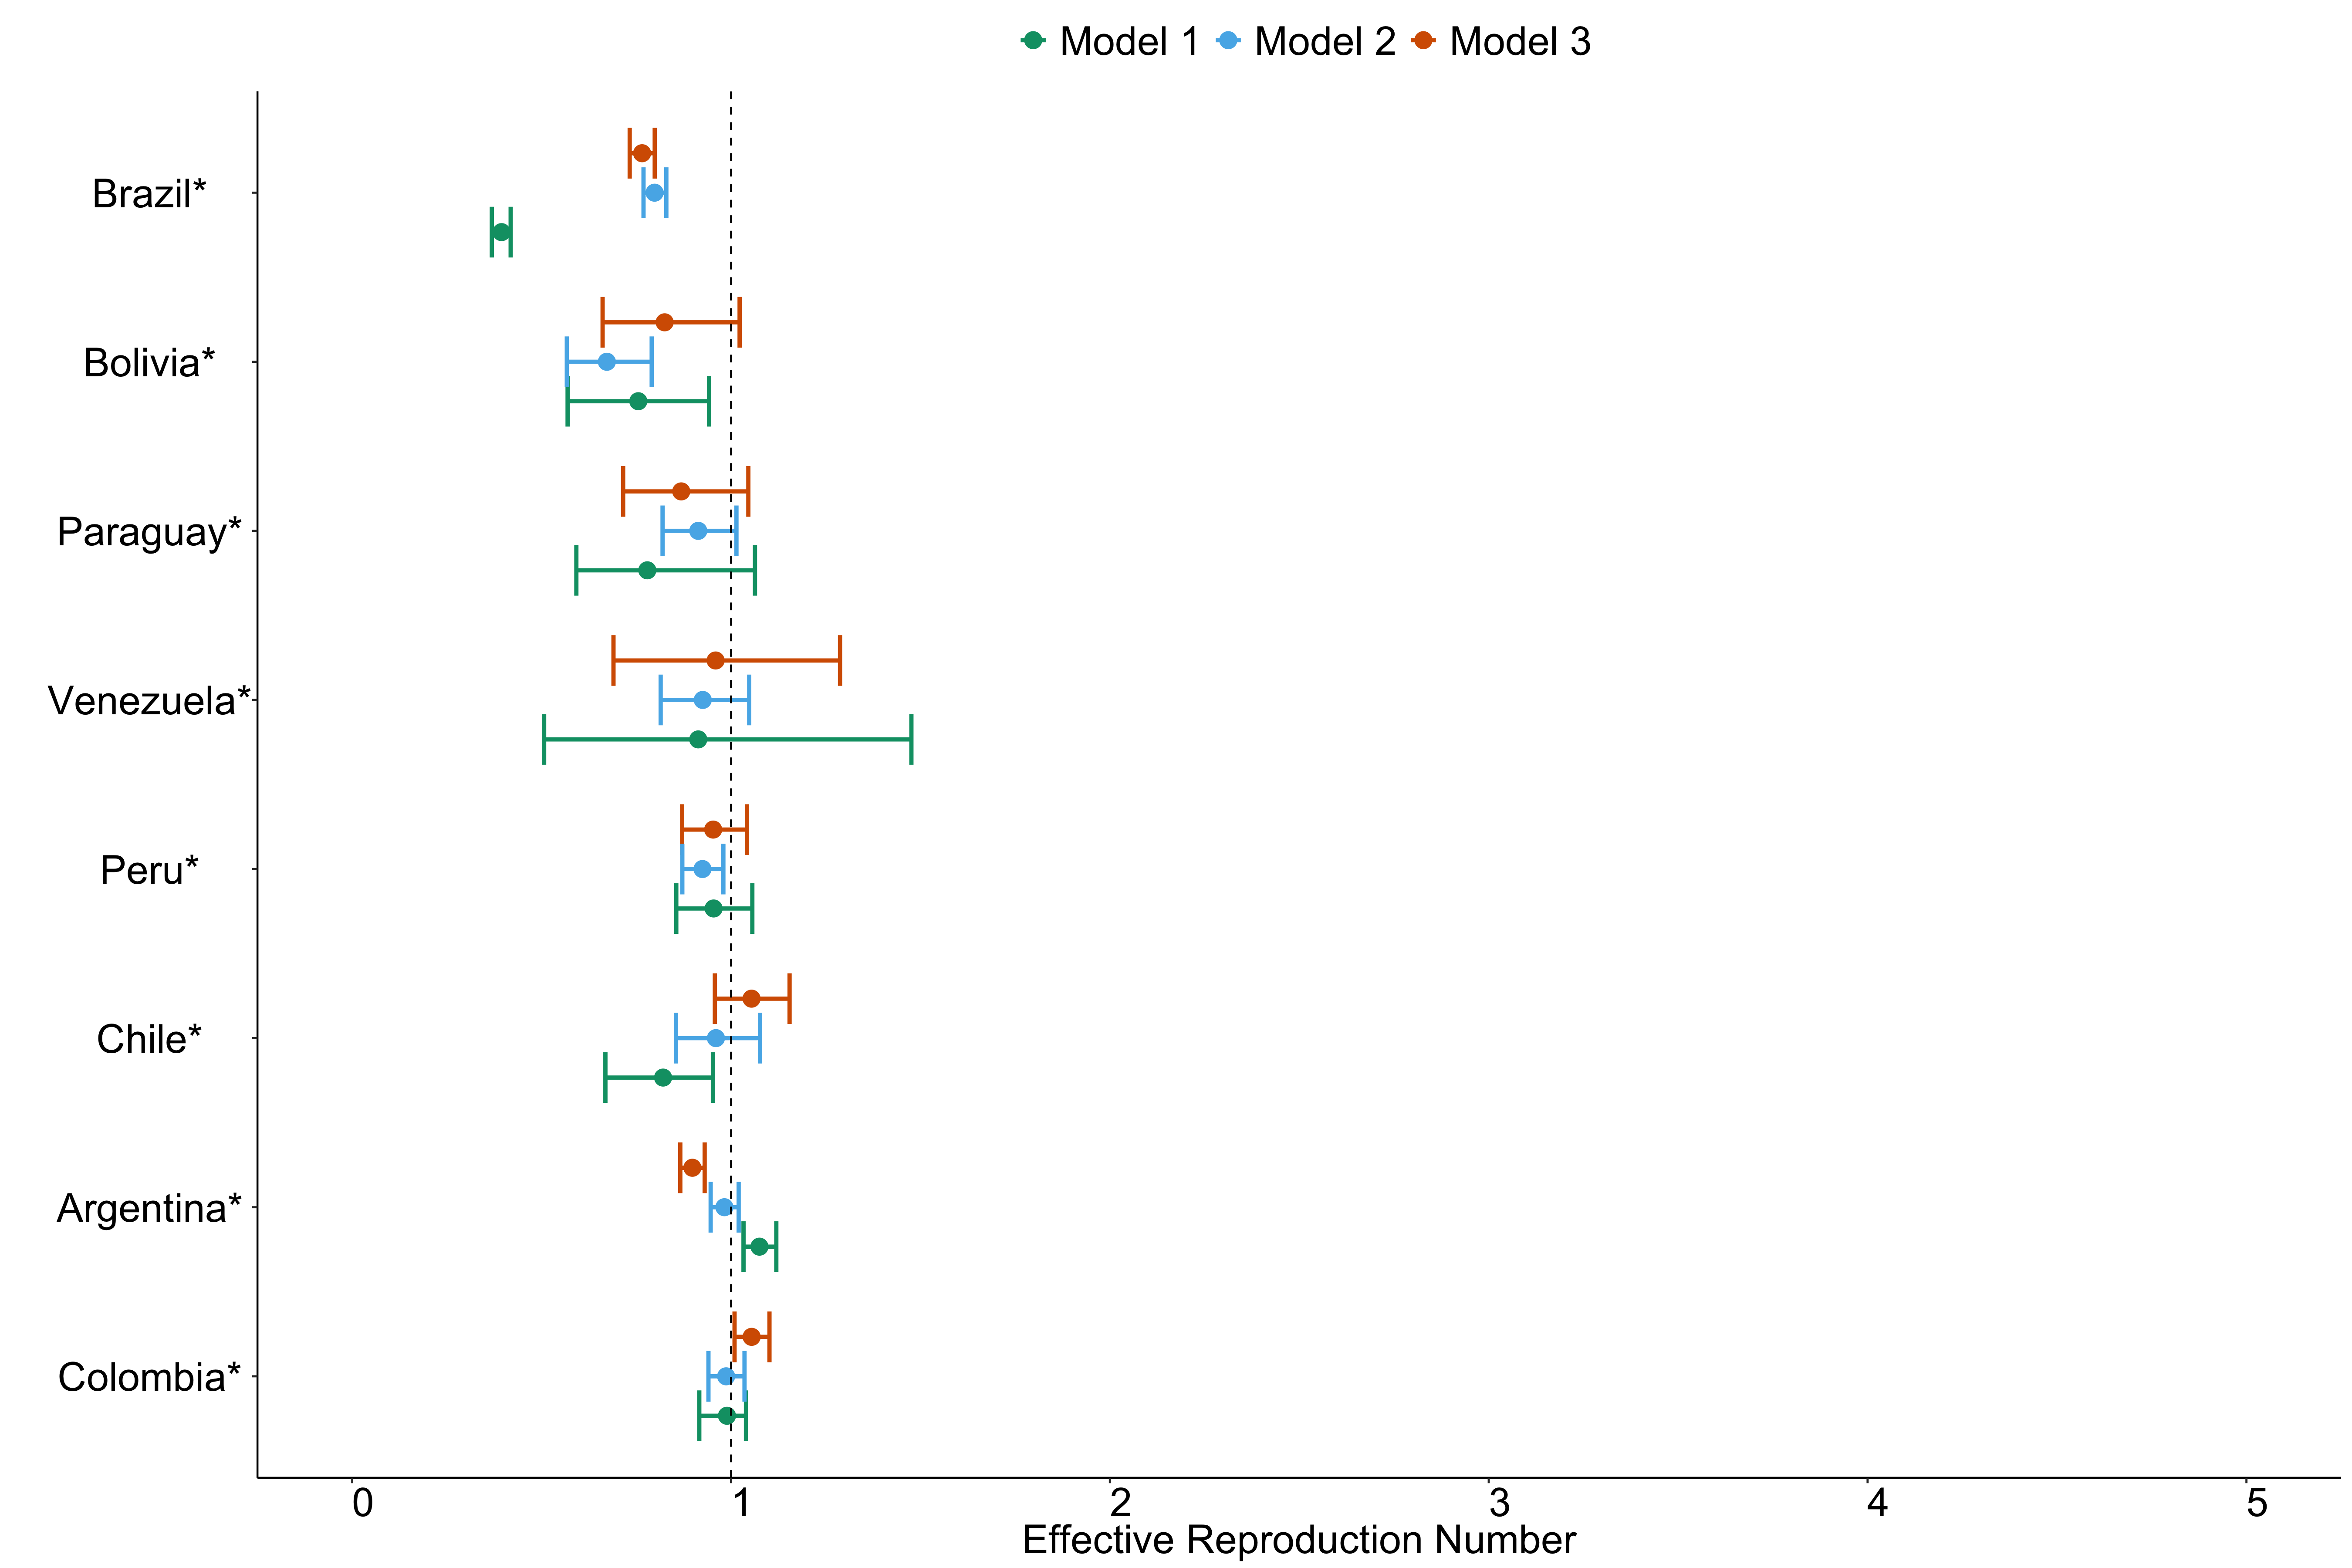 Model 1 Model 2 Model 3
Brazil*
Bolivia*
Paraguay*
Venezuela*
Peru*
Chile*
Argentina*
Colombia*
0 1 2 3 4 5
Effective Reproduction Number